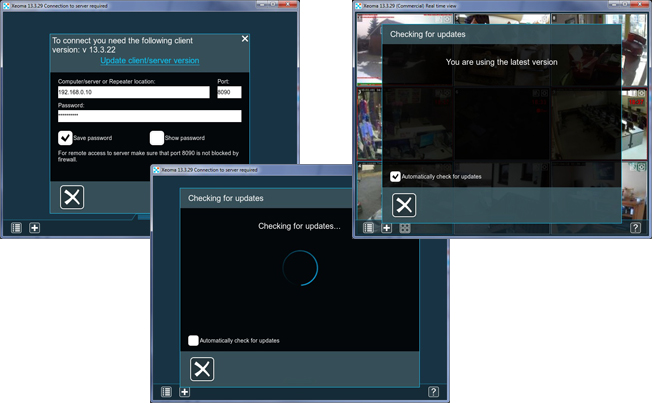 Xeoma 13.3.29 Connection to server required
To connect you need the following client
version: v 13.3.22
Update client/server version
Computer/server or Repeater location:
Port:
192.168.0.10
8090
Password:
**********
Save password
Show password
For remote access to server make sure that port 8090 is not blocked by
firewall.
Xeoma 13.3.29 Connection to server required
Checking for updates
Checking for updates...
Automatically check for updates
?
Xeoma 13.3.29 (Commercial) Real time view
Checking for updates
You are using the latest version
Automatically check for updates
?